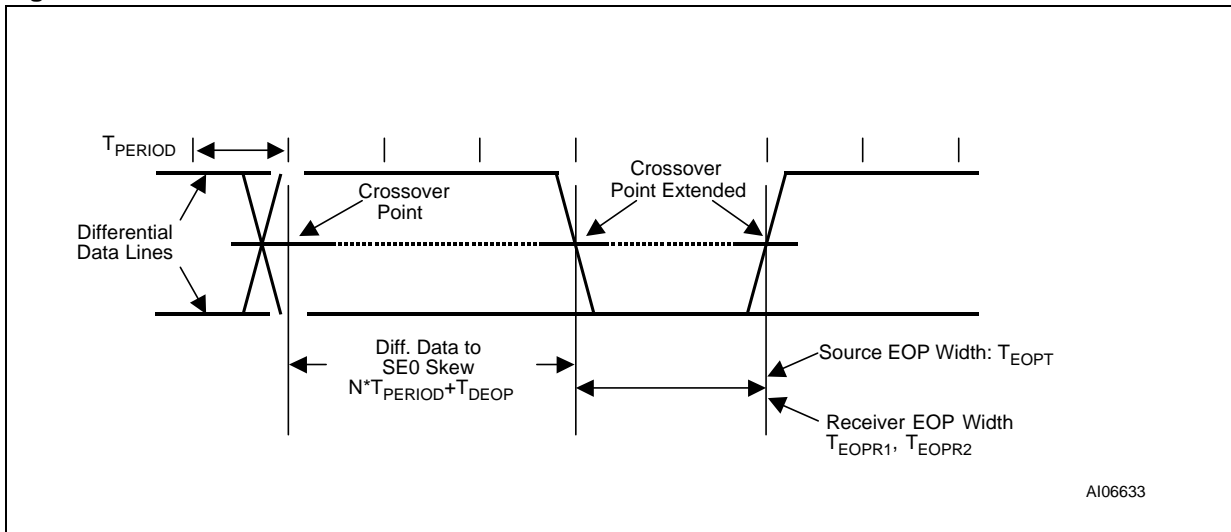 TPERIOD
Crossover
Point
Crossover
Point Extended
Differential
Data Lines
Diff. Data to
SE0 Skew
N*TPERIOD+TDEOP
Source EOP Width: TEOPT
Receiver EOP Width
TEOPR1, TEOPR2
AI06633